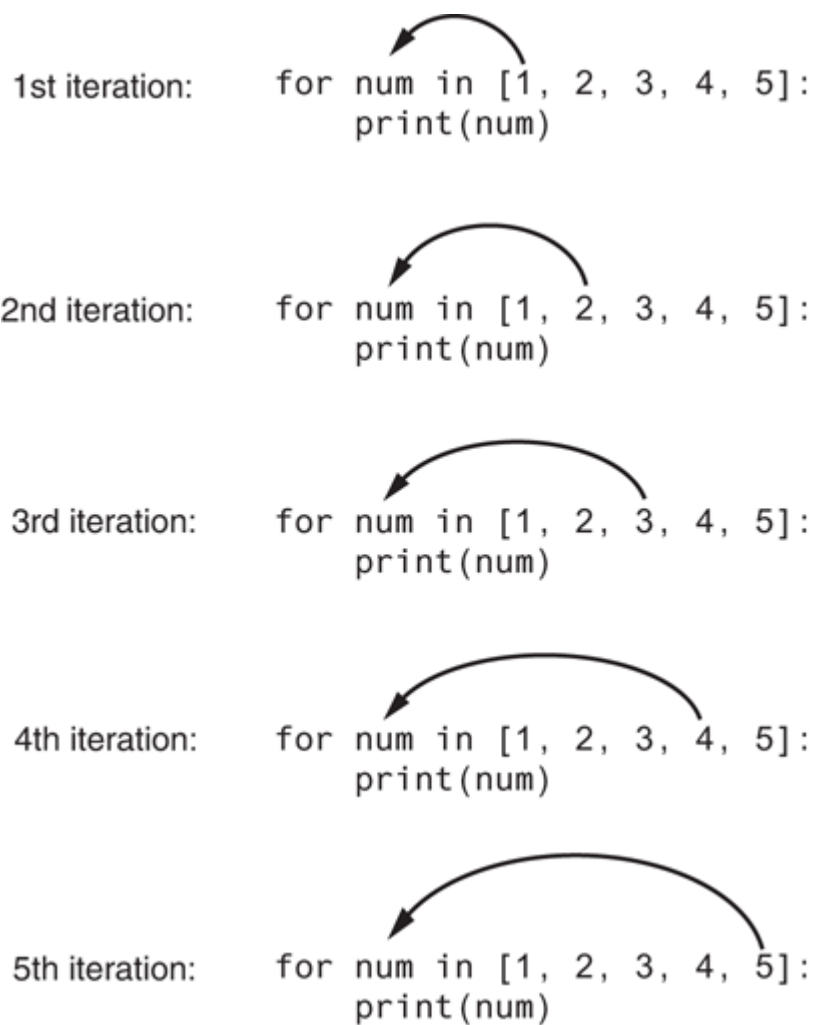 1st iteration: for num in [1, 2, 3, 4, 5]:
print(num)
2nd iteration: for num in [1, 2, 3, 4, 5]:
print(num)
3rd iteration: for num in [1, 2, 3, 4, 5]:
print(num)
4th iteration: for num in [1, 2, 3, 4, 5]:
print(num)
5th iteration: for num in [1, 2, 3, 4, 5]:
print(num)